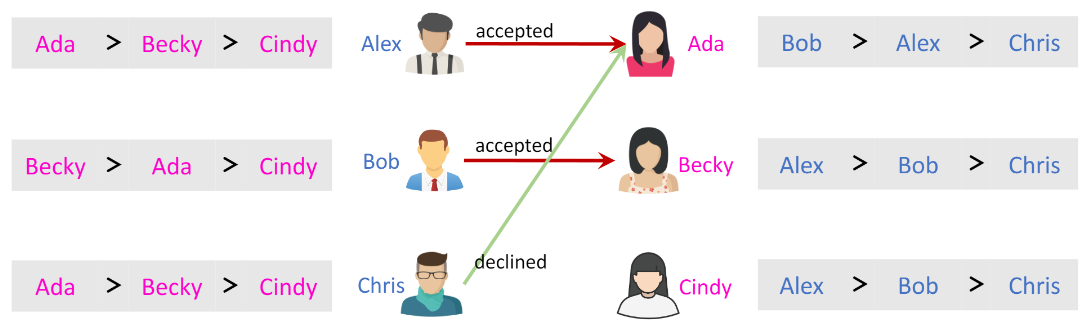 Ada > Becky > Cindy Alex accepted Ada Bob > Alex > Chris
Becky > Ada > Cindy Bob accepted Becky Alex > Bob > Chris
Ada > Becky > Cindy Chris declined Cindy Alex > Bob > Chris